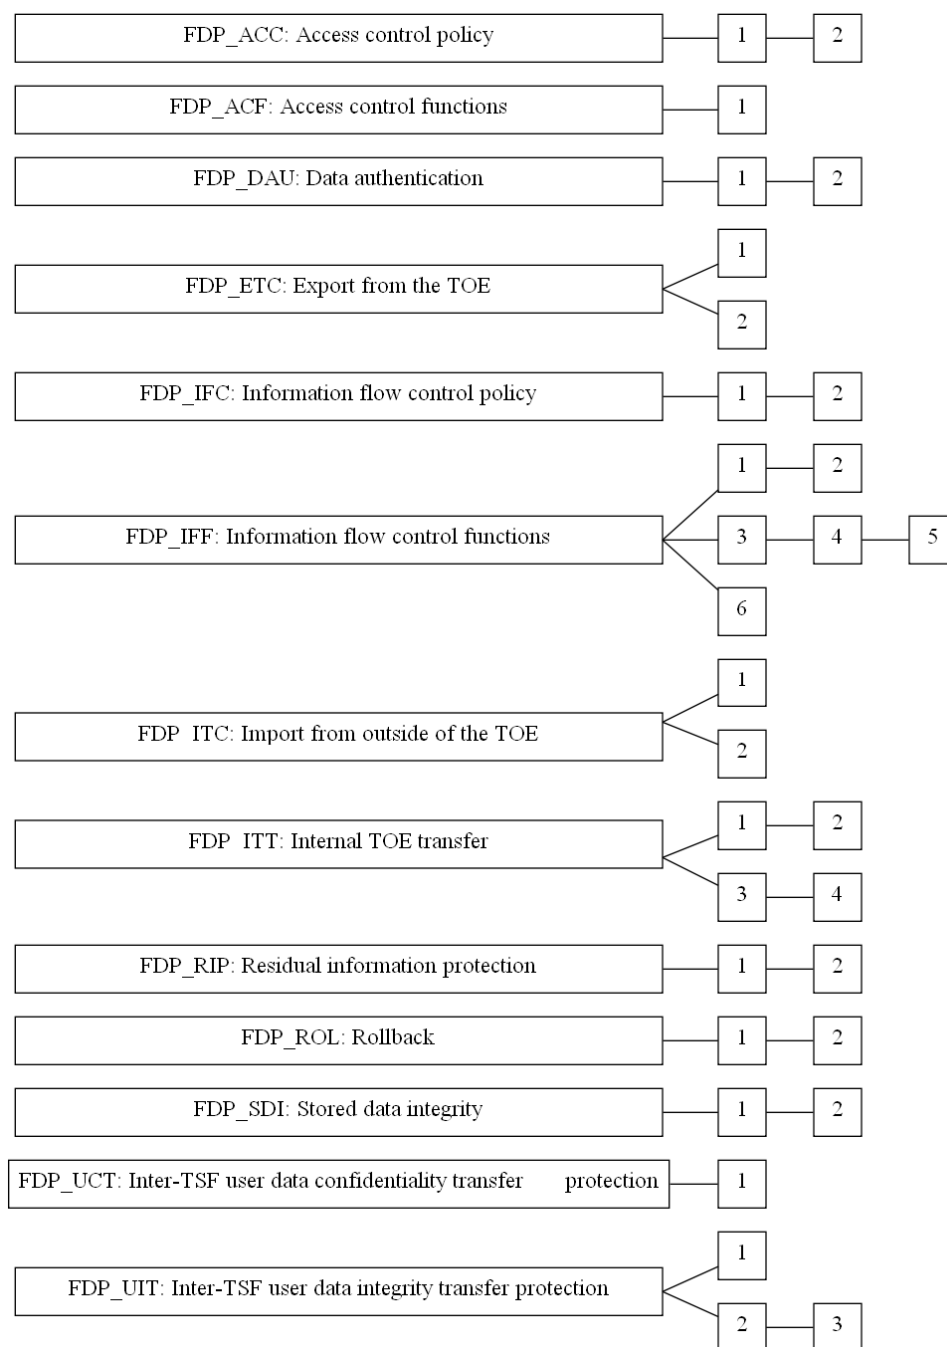 FDP_ACC: Access control policy 1 2
FDP_ACF: Access control functions 1
FDP_DAU: Data authentication 1 2
1
FDP_ETC: Export from the TOE
2
FDP_IFC: Information flow control policy 1 2
1 2
FDP_IFF: Information flow control functions 3 4 5
6
1
FDP ITC: Import from outside of the TOE
2
1 2
FDP ITT: Internal TOE transfer
3 4
FDP_RIP: Residual information protection 1 2
FDP_ROL: Rollback 1 2
FDP_SDI: Stored data integrity 1 2
FDP_UCT: Inter-TSF user data confidentiality transfer protection 1
1
FDP_UIT: Inter-TSF user data integrity transfer protection
2 3